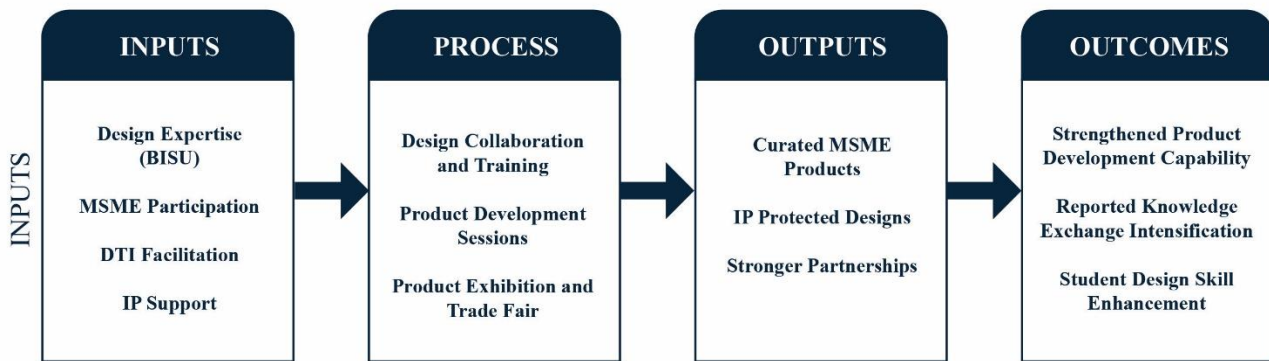 INPUTS
INPUTS
Design Expertise
(BISU)
MSME Participation
DTI Facilitation
IP Support
PROCESS
Design Collaboration
and Training
Product Development
Sessions
Product Exhibition and
Trade Fair
OUTPUTS
Curated MSME
Products
IP Protected Designs
Stronger Partnerships
OUTCOMES
Strengthened Product
Development Capability
Reported Knowledge
Exchange Intensification
Student Design Skill
Enhancement